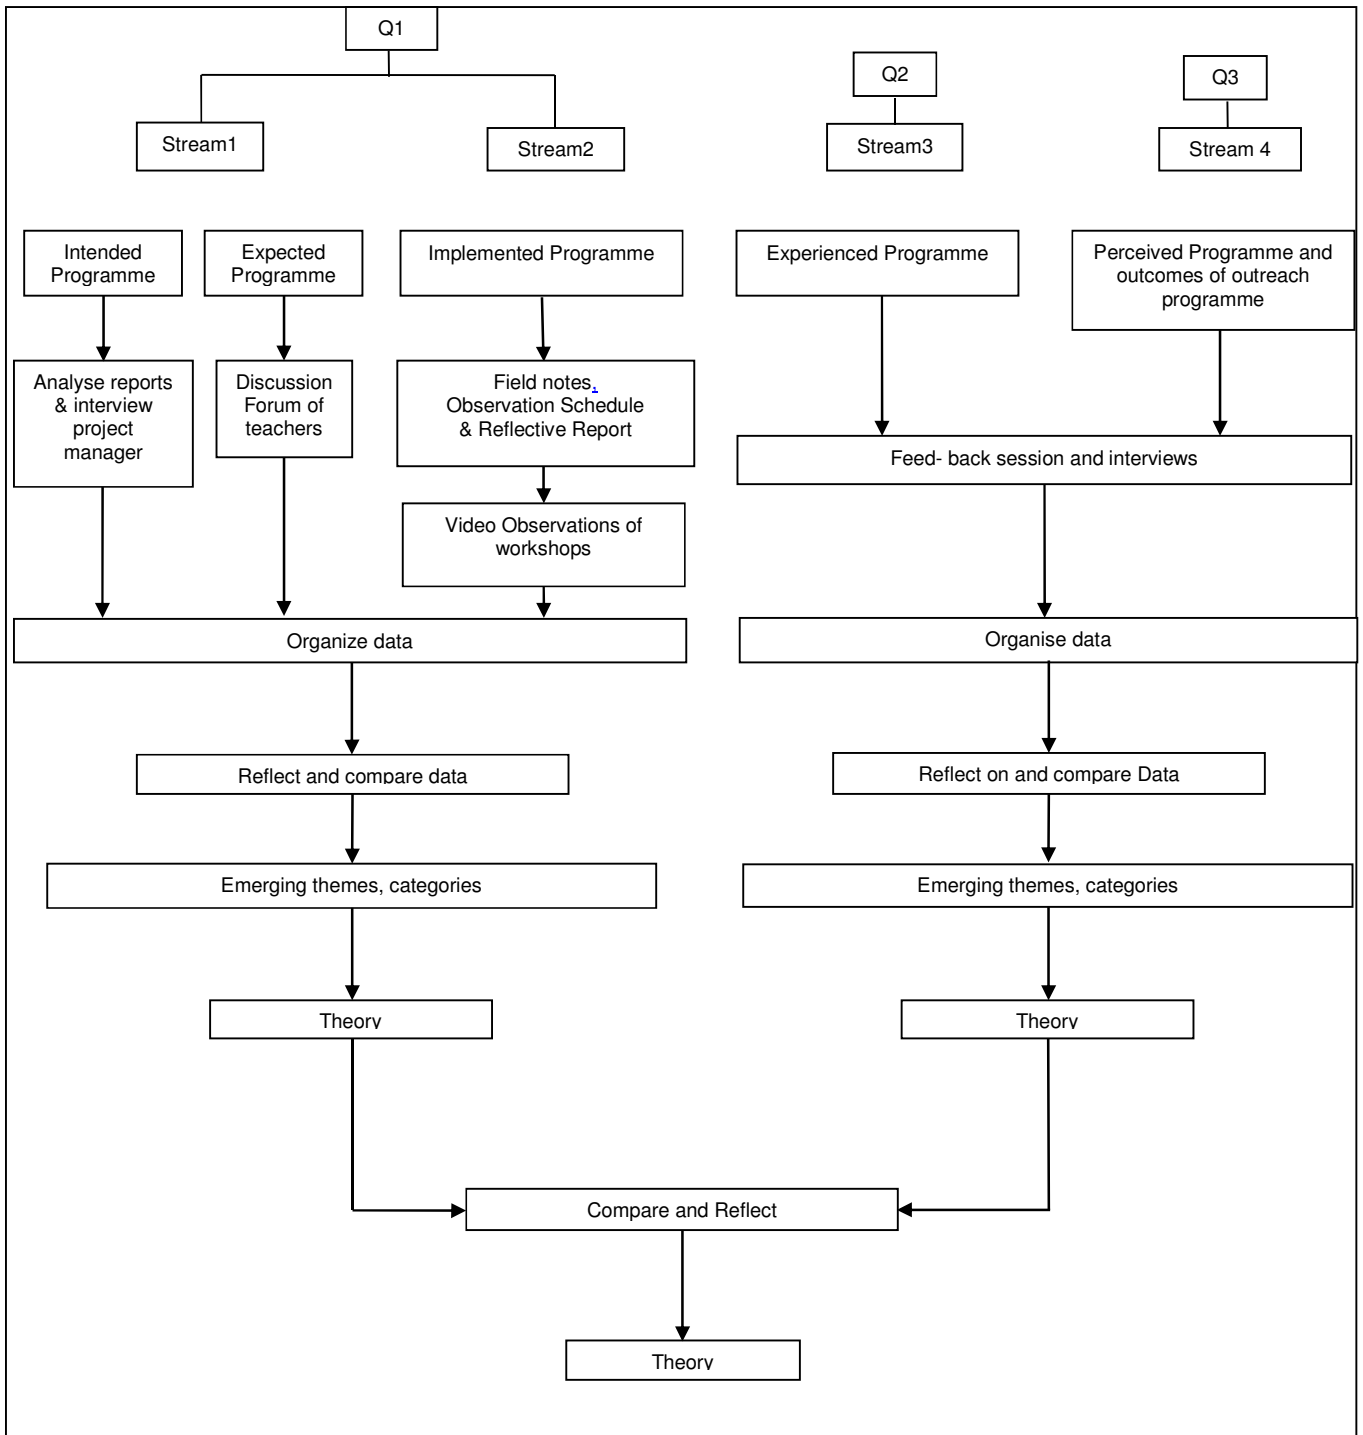 Q1
Q2
Q3
Stream1
Stream2
Stream3
Stream 4
Intended
Programme
Expected
Programme
Implemented Programme
Experienced Programme
Perceived Programme and
outcomes of outreach
programme
Analyse reports
& interview
project
manager
Discussion
Forum of
teachers
Field notes,
Observation Schedule
& Reflective Report
Feed- back session and interviews
Video Observations of
workshops
Organize data
Organise data
Reflect and compare data
Reflect on and compare Data
Emerging themes, categories
Emerging themes, categories
Theory
Theory
Compare and Reflect
Theory